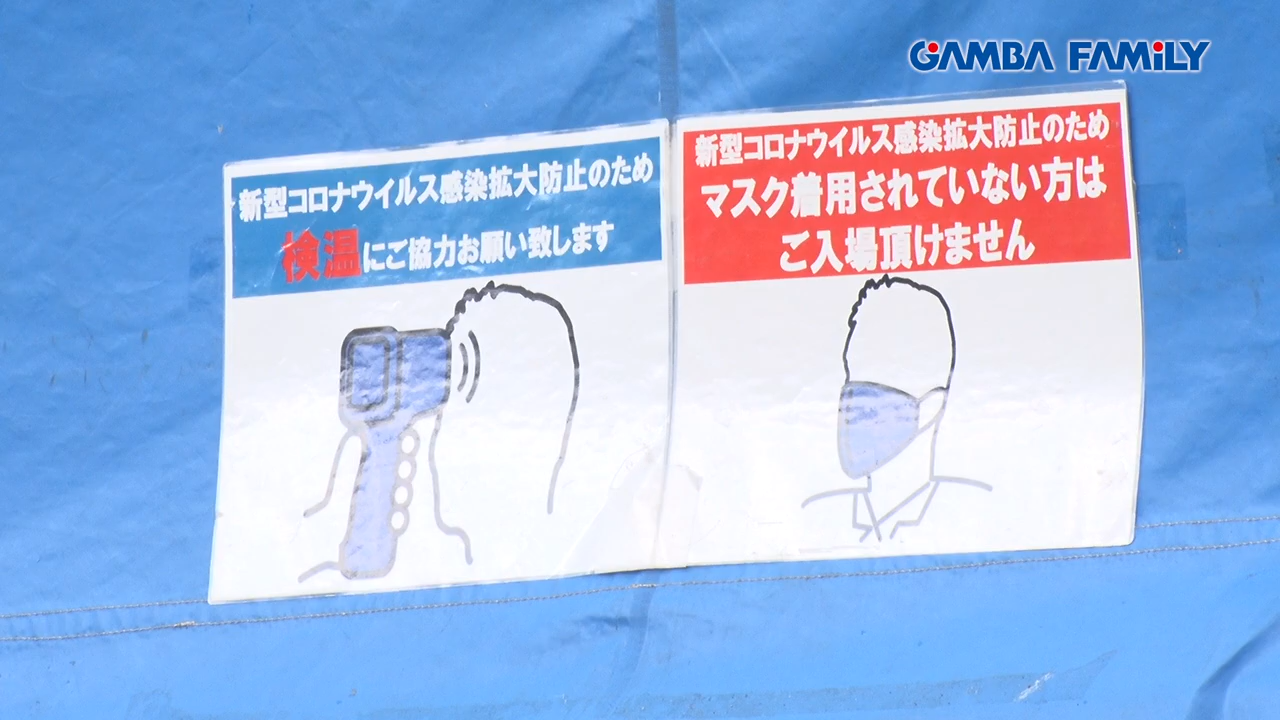 GAMBA FAMiLY
新型コロナウイルス感染拡大防止のため
検温にご協力お願い致します
新型コロナウイルス感染拡大防止のため
マスク着用されていない方は
ご入場頂けません